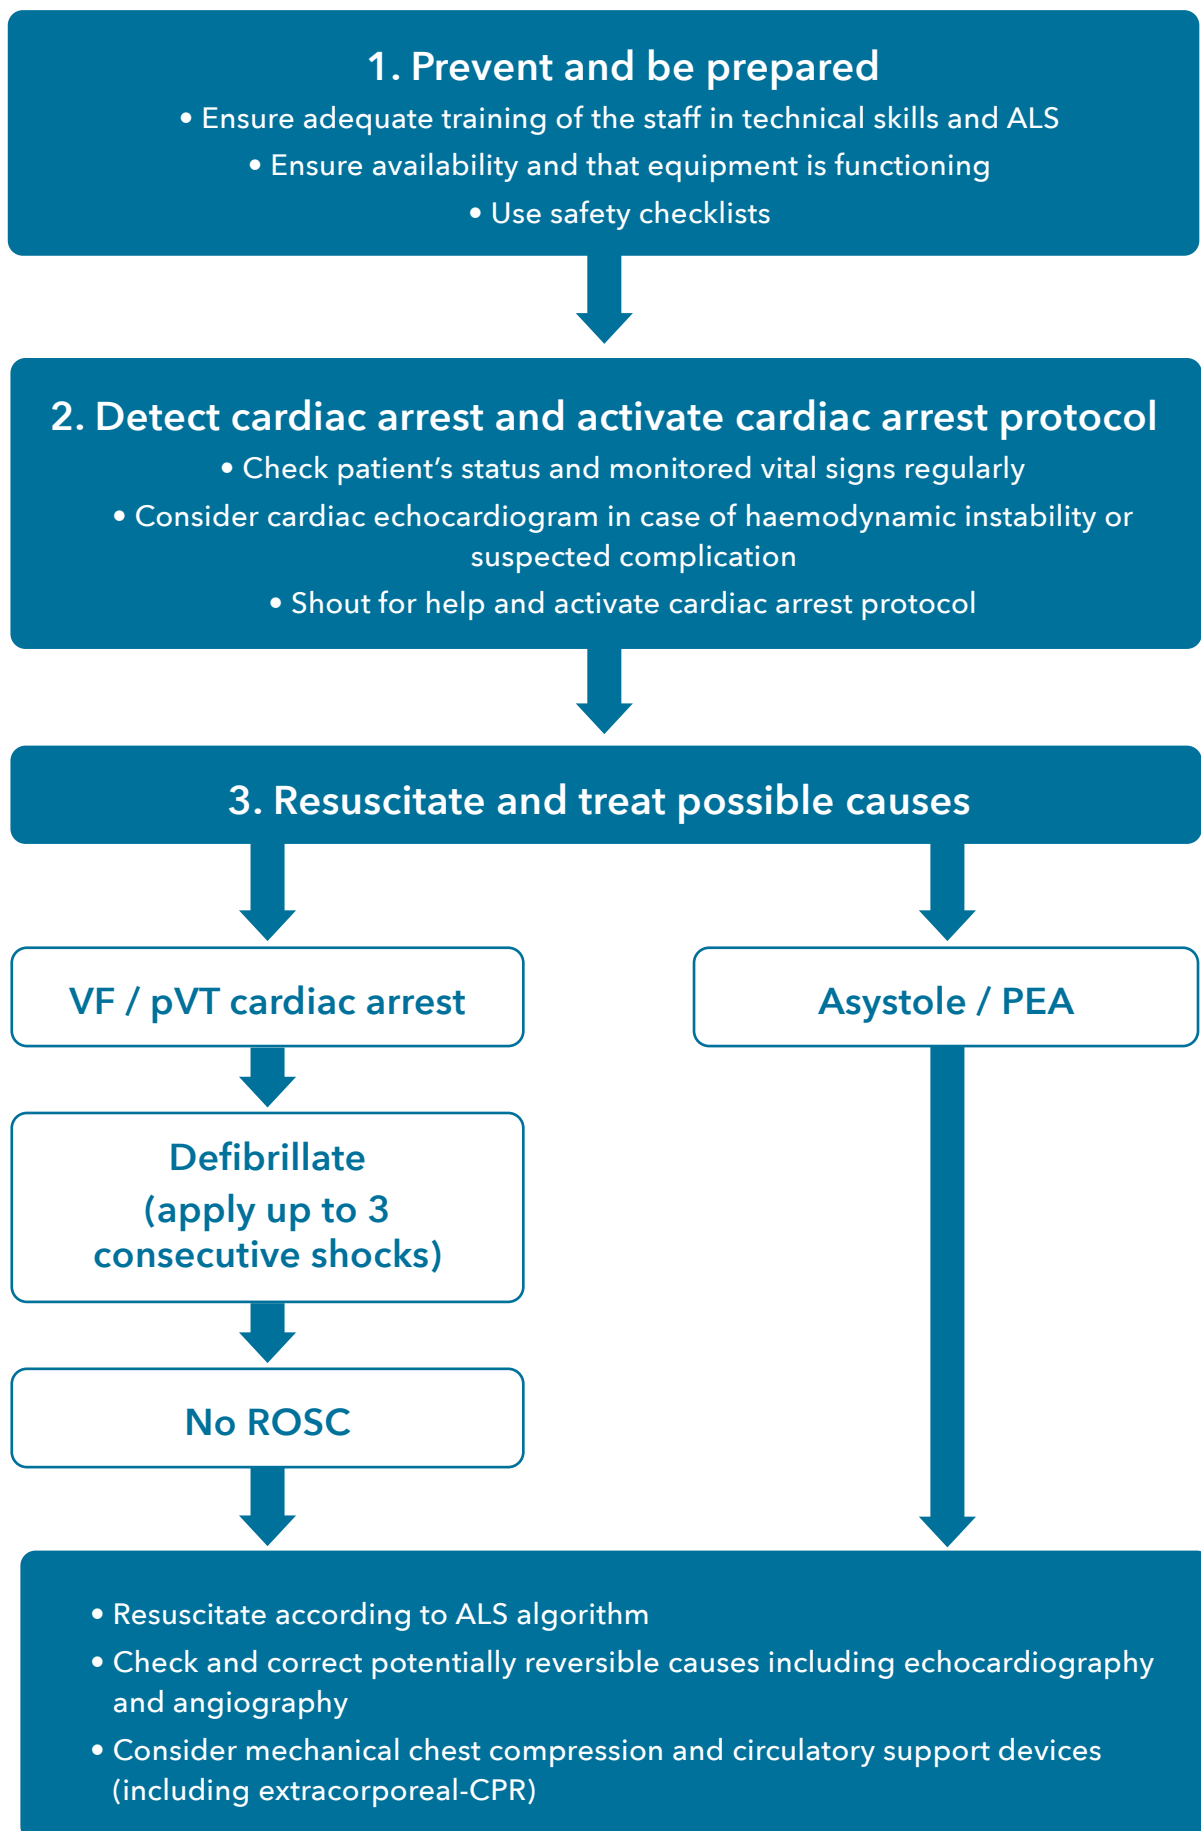 1. Prevent and be prepared
• Ensure adequate training of the staff in technical skills and ALS
• Ensure availability and that equipment is functioning
• Use safety checklists
2. Detect cardiac arrest and activate cardiac arrest protocol
• Check patient's status and monitored vital signs regularly
• Consider cardiac echocardiogram in case of haemodynamic instability or
suspected complication
• Shout for help and activate cardiac arrest protocol
3. Resuscitate and treat possible causes
VF / pVT cardiac arrest
Defibrillate
(apply up to 3
consecutive shocks)
No ROSC
Asystole / PEA
• Resuscitate according to ALS algorithm
• Check and correct potentially reversible causes including echocardiography
and angiography
• Consider mechanical chest compression and circulatory support devices
(including extracorporeal-CPR)